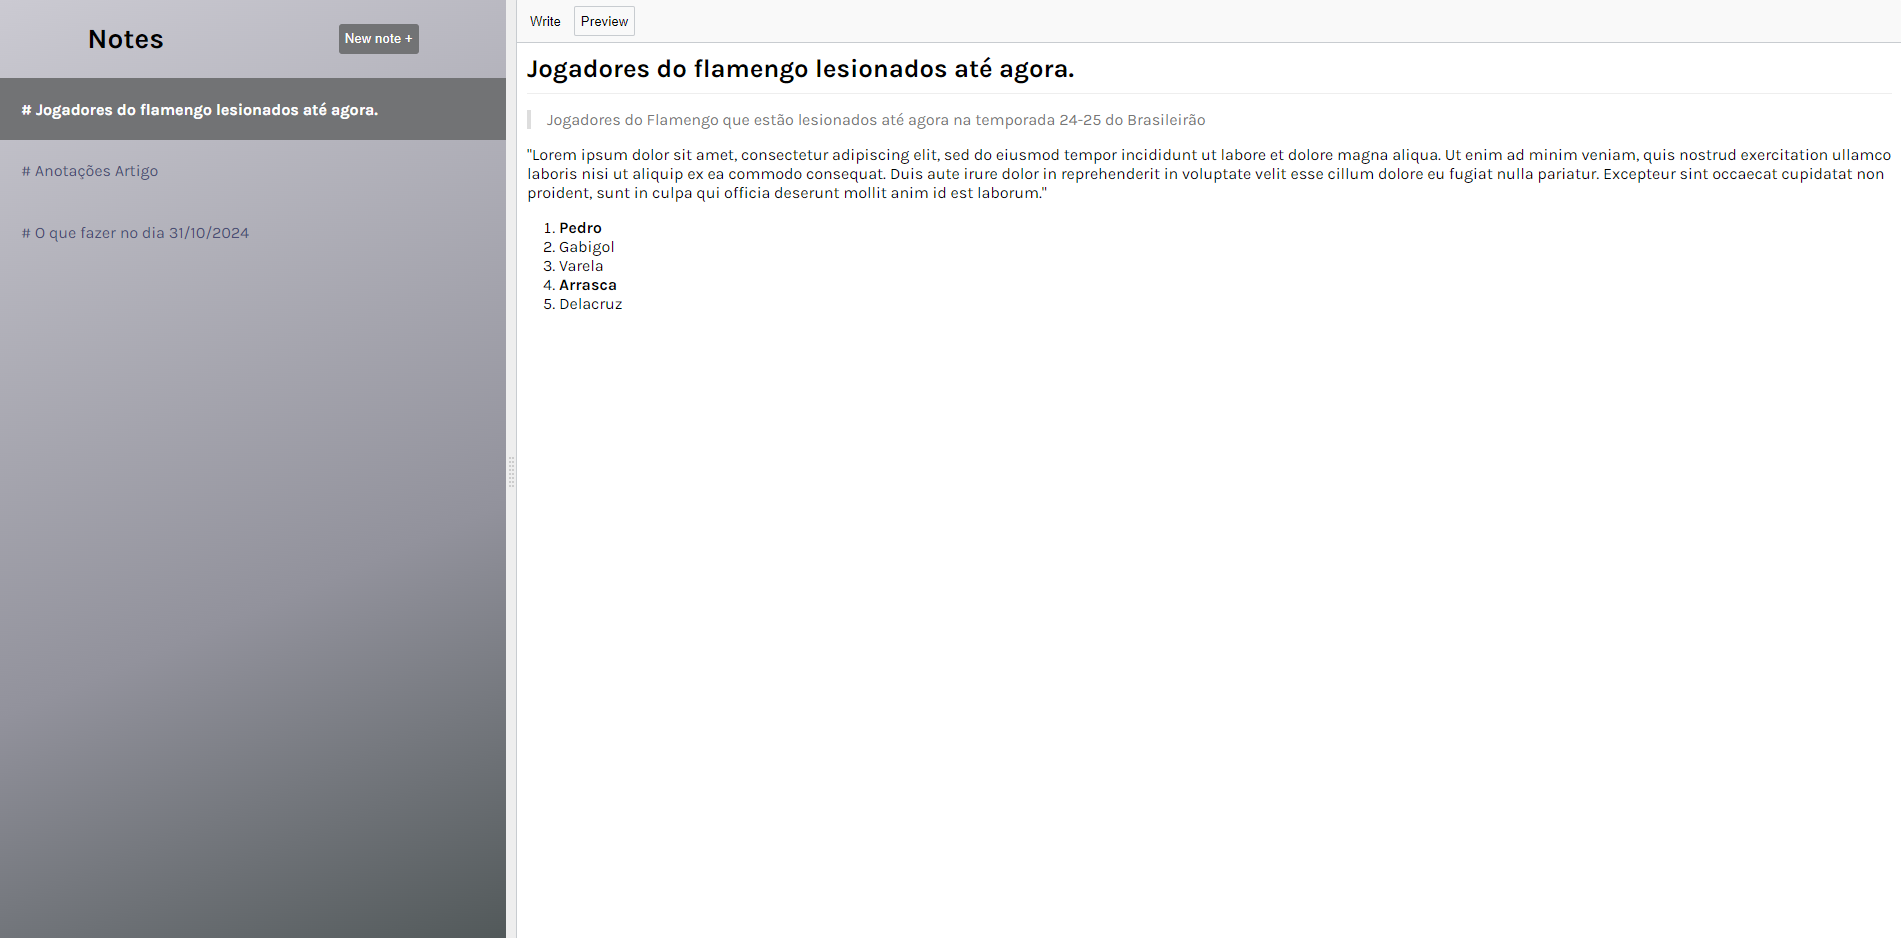 Notes
New note +
# Jogadores do flamengo lesionados até agora.
# Anotações Artigo
# O que fazer no dia 31/10/2024
Write
Preview
Jogadores do flamengo lesionados até agora.
Jogadores do Flamengo que estão lesionados até agora na temporada 24-25 do Brasileirão
"Lorem ipsum dolor sit amet, consectetur adipiscing elit, sed do eiusmod tempor incididunt ut labore et dolore magna aliqua. Ut enim ad minim veniam, quis nostrud exercitation ullamco
laboris nisi ut aliquip ex ea commodo consequat. Duis aute irure dolor in reprehenderit in voluptate velit esse cillum dolore eu fugiat nulla pariatur. Excepteur sint occaecat cupidatat non
proident, sunt in culpa qui officia deserunt mollit anim id est laborum."
1. Pedro
2. Gabigol
3. Varela
4. Arrasca
5. Delacruz